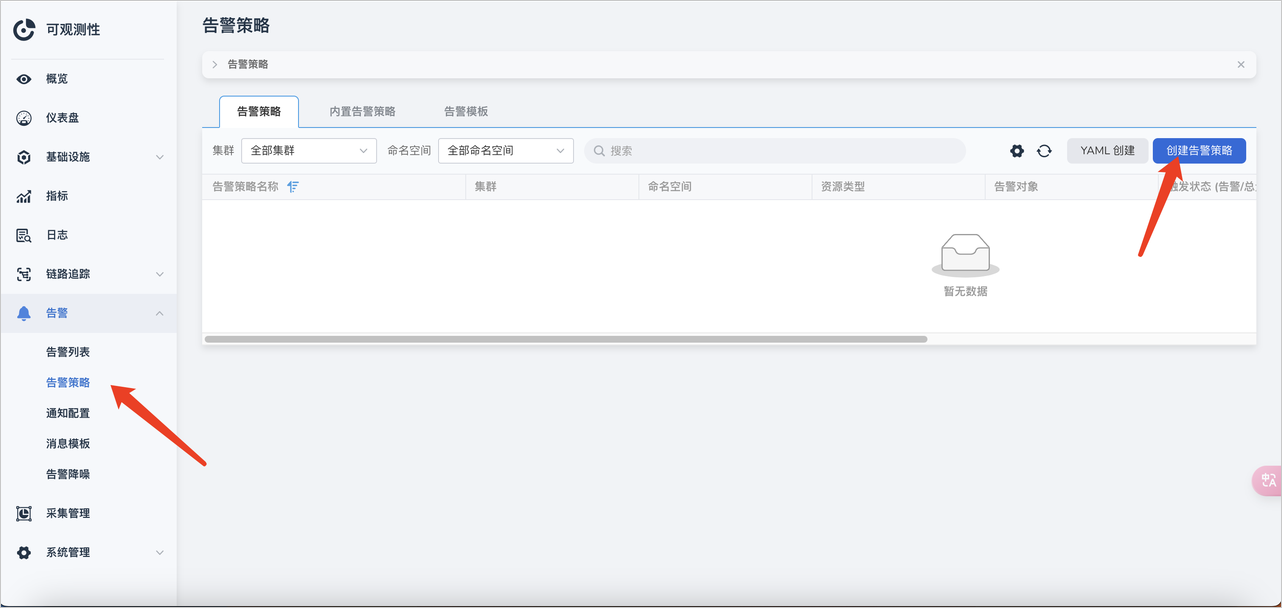 可观测性
概览
仪表盘
基础设施
指标
日志
链路追踪
告警
告警列表
告警策略
通知配置
消息模板
告警降噪
采集管理
系统管理
告警策略
告警策略
告警策略 内置告警策略 告警模板
集群 全部集群 命名空间 全部命名空间 搜索 YAML 创建 创建告警策略
告警策略名称 集群 命名空间 资源类型 告警对象 发状态 (告警/总
暂无数据